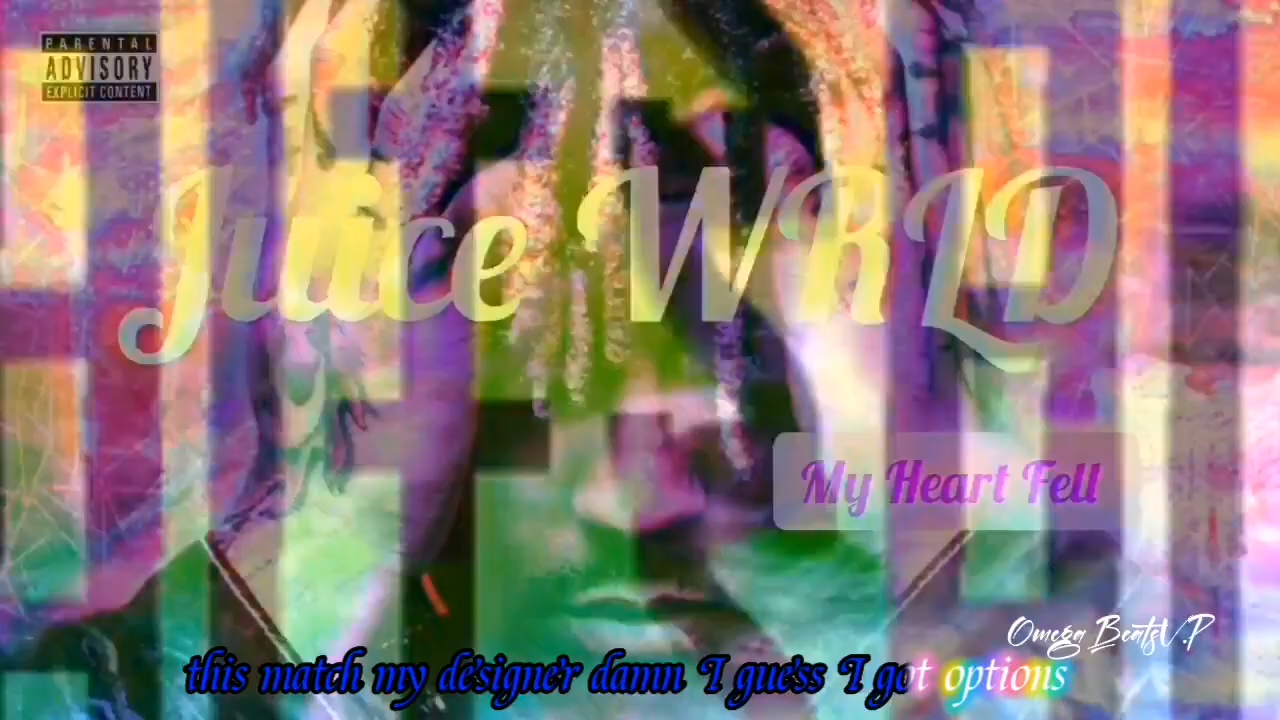 PARENTAL
ADVISORY
EXPLICIT CONTENT
Juice WRLD
My Heart Fell
Omega BeatsV.P
this match my designer damn I guess I got options